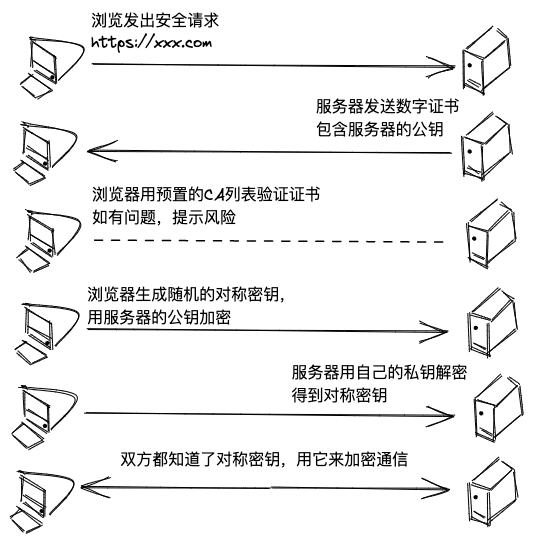 浏览发出安全请求
https://xxx.com
服务器发送数字证书
包含服务器的公钥
浏览器用预置的CA列表验证证书
如有问题，提示风险
浏览器生成随机的对称密钥，
用服务器的公钥加密
服务器用自己的私钥解密
得到对称密钥
双方都知道了对称密钥，用它来加密通信